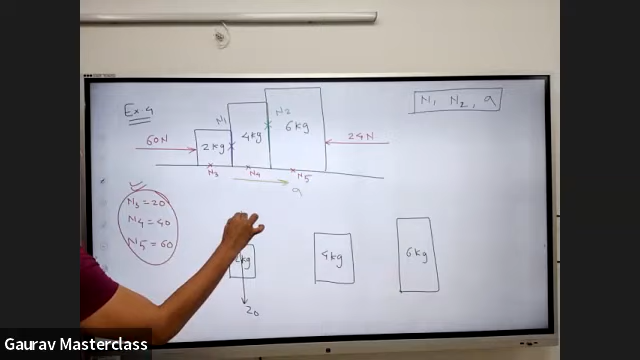 Ex.4
N1 N2 , a
60N
2kg
N1
4kg
N2
6kg
24N
N3
N4
N5
a
N3 = 20
N4 = 40
N5 = 60
4kg
6kg
20
Gaurav Masterclass